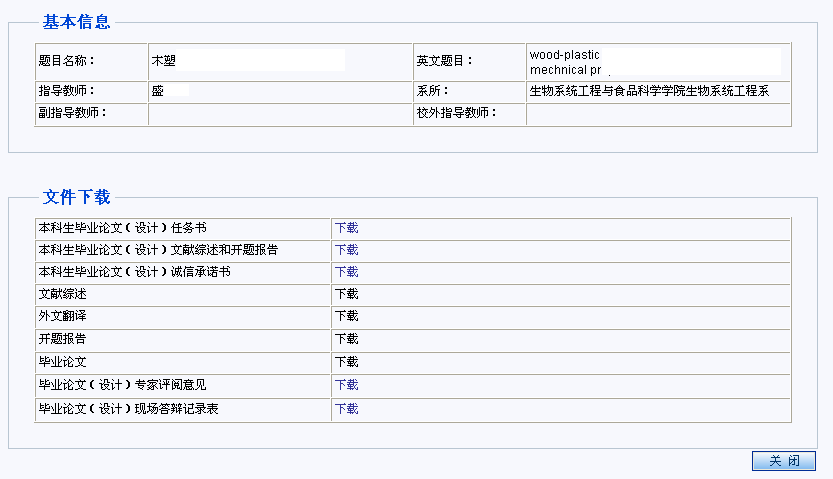 基本信息
题目名称： 木塑 英文题目： wood-plastic
mechnical pr
指导教师： 盛 系所： 生物系统工程与食品科学学院生物系统工程系
副指导教师： 校外指导教师：
文件下载
本科生毕业论文（设计）任务书 下载
本科生毕业论文（设计）文献综述和开题报告 下载
本科生毕业论文（设计）诚信承诺书 下载
文献综述 下载
外文翻译 下载
开题报告 下载
毕业论文 下载
毕业论文（设计）专家评阅意见 下载
毕业论文（设计）现场答辩记录表 下载
关 闭